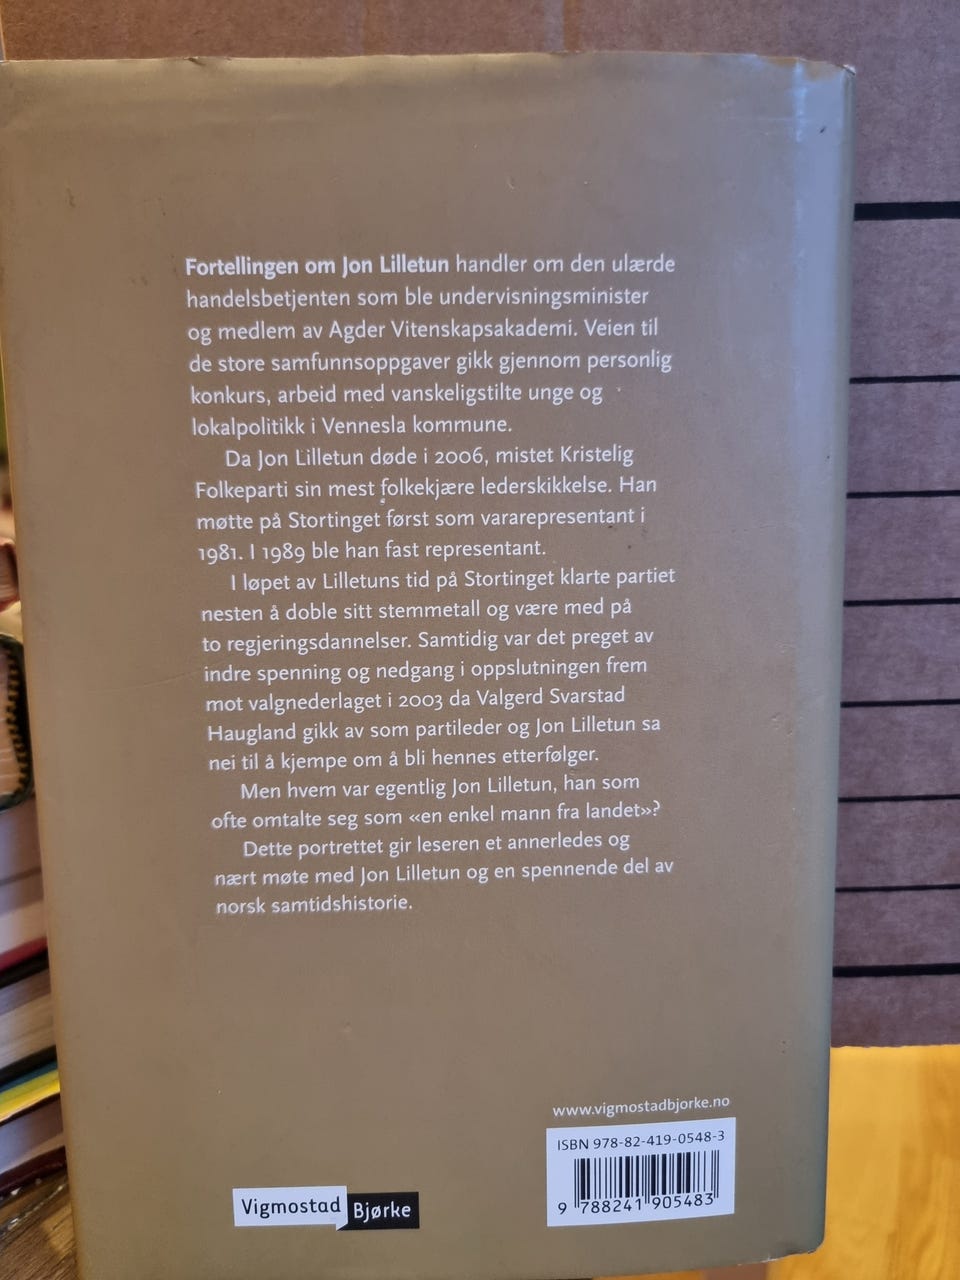 Fortellingen om Jon Lilletun handler om den ulærde
handelsbetjenten som ble undervisningsminister
og medlem av Agder Vitenskapsakademi. Veien til
de store samfunnsoppgaver gikk gjennom personlig
konkurs, arbeid med vanskeligstilte unge og
lokalpolitikk i Vennesla kommune.
Da Jon Lilletun døde i 2006, mistet Kristelig
Folkeparti sin mest folkekjære lederskikkelse. Han
møtte på Stortinget først som vararepresentant i
1981. I 1989 ble han fast representant.
I løpet av Lilletuns tid på Stortinget klarte partiet
nesten å doble sitt stemmetall og være med på
to regjeringsdannelser. Samtidig var det preget av
indre spenning og nedgang i oppslutningen frem
mot valgnederlaget i 2003 da Valgerd Svarstad
Haugland gikk av som partileder og Jon Lilletun sa
nei til å kjempe om å bli hennes etterfølger.
Men hvem var egentlig Jon Lilletun, han som
ofte omtalte seg som «en enkel mann fra landet»?
Dette portrettet gir leseren et annerledes og
nært møte med Jon Lilletun og en spennende del av
norsk samtidshistorie.
www.vigmostadbjorke.no
ISBN 978-82-419-0548-3
9 788241 905483
Vigmostad
Bjørke